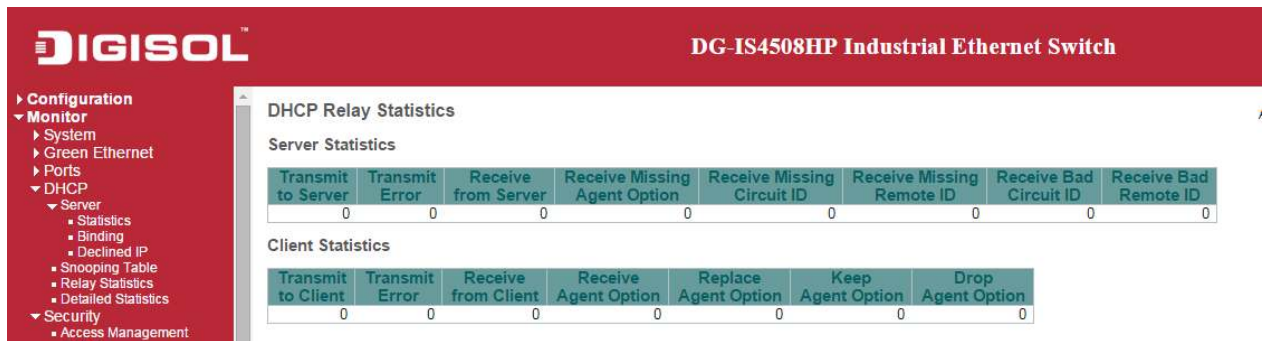 DIGISOL™
DG-IS4508HP Industrial Ethernet Switch
Configuration
Monitor
System
Green Ethernet
Ports
DHCP
Server
Statistics
Binding
Declined IP
Snooping Table
Relay Statistics
Detailed Statistics
Security
Access Management
DHCP Relay Statistics
Server Statistics
Transmit to Server Transmit Error Receive from Server Receive Missing Agent Option Receive Missing Circuit ID Receive Missing Remote ID Receive Bad Circuit ID Receive Bad Remote ID
0 0 0 0 0 0 0 0
Client Statistics
Transmit to Client Transmit Error Receive from Client Receive Agent Option Replace Agent Option Keep Agent Option Drop Agent Option
0 0 0 0 0 0 0